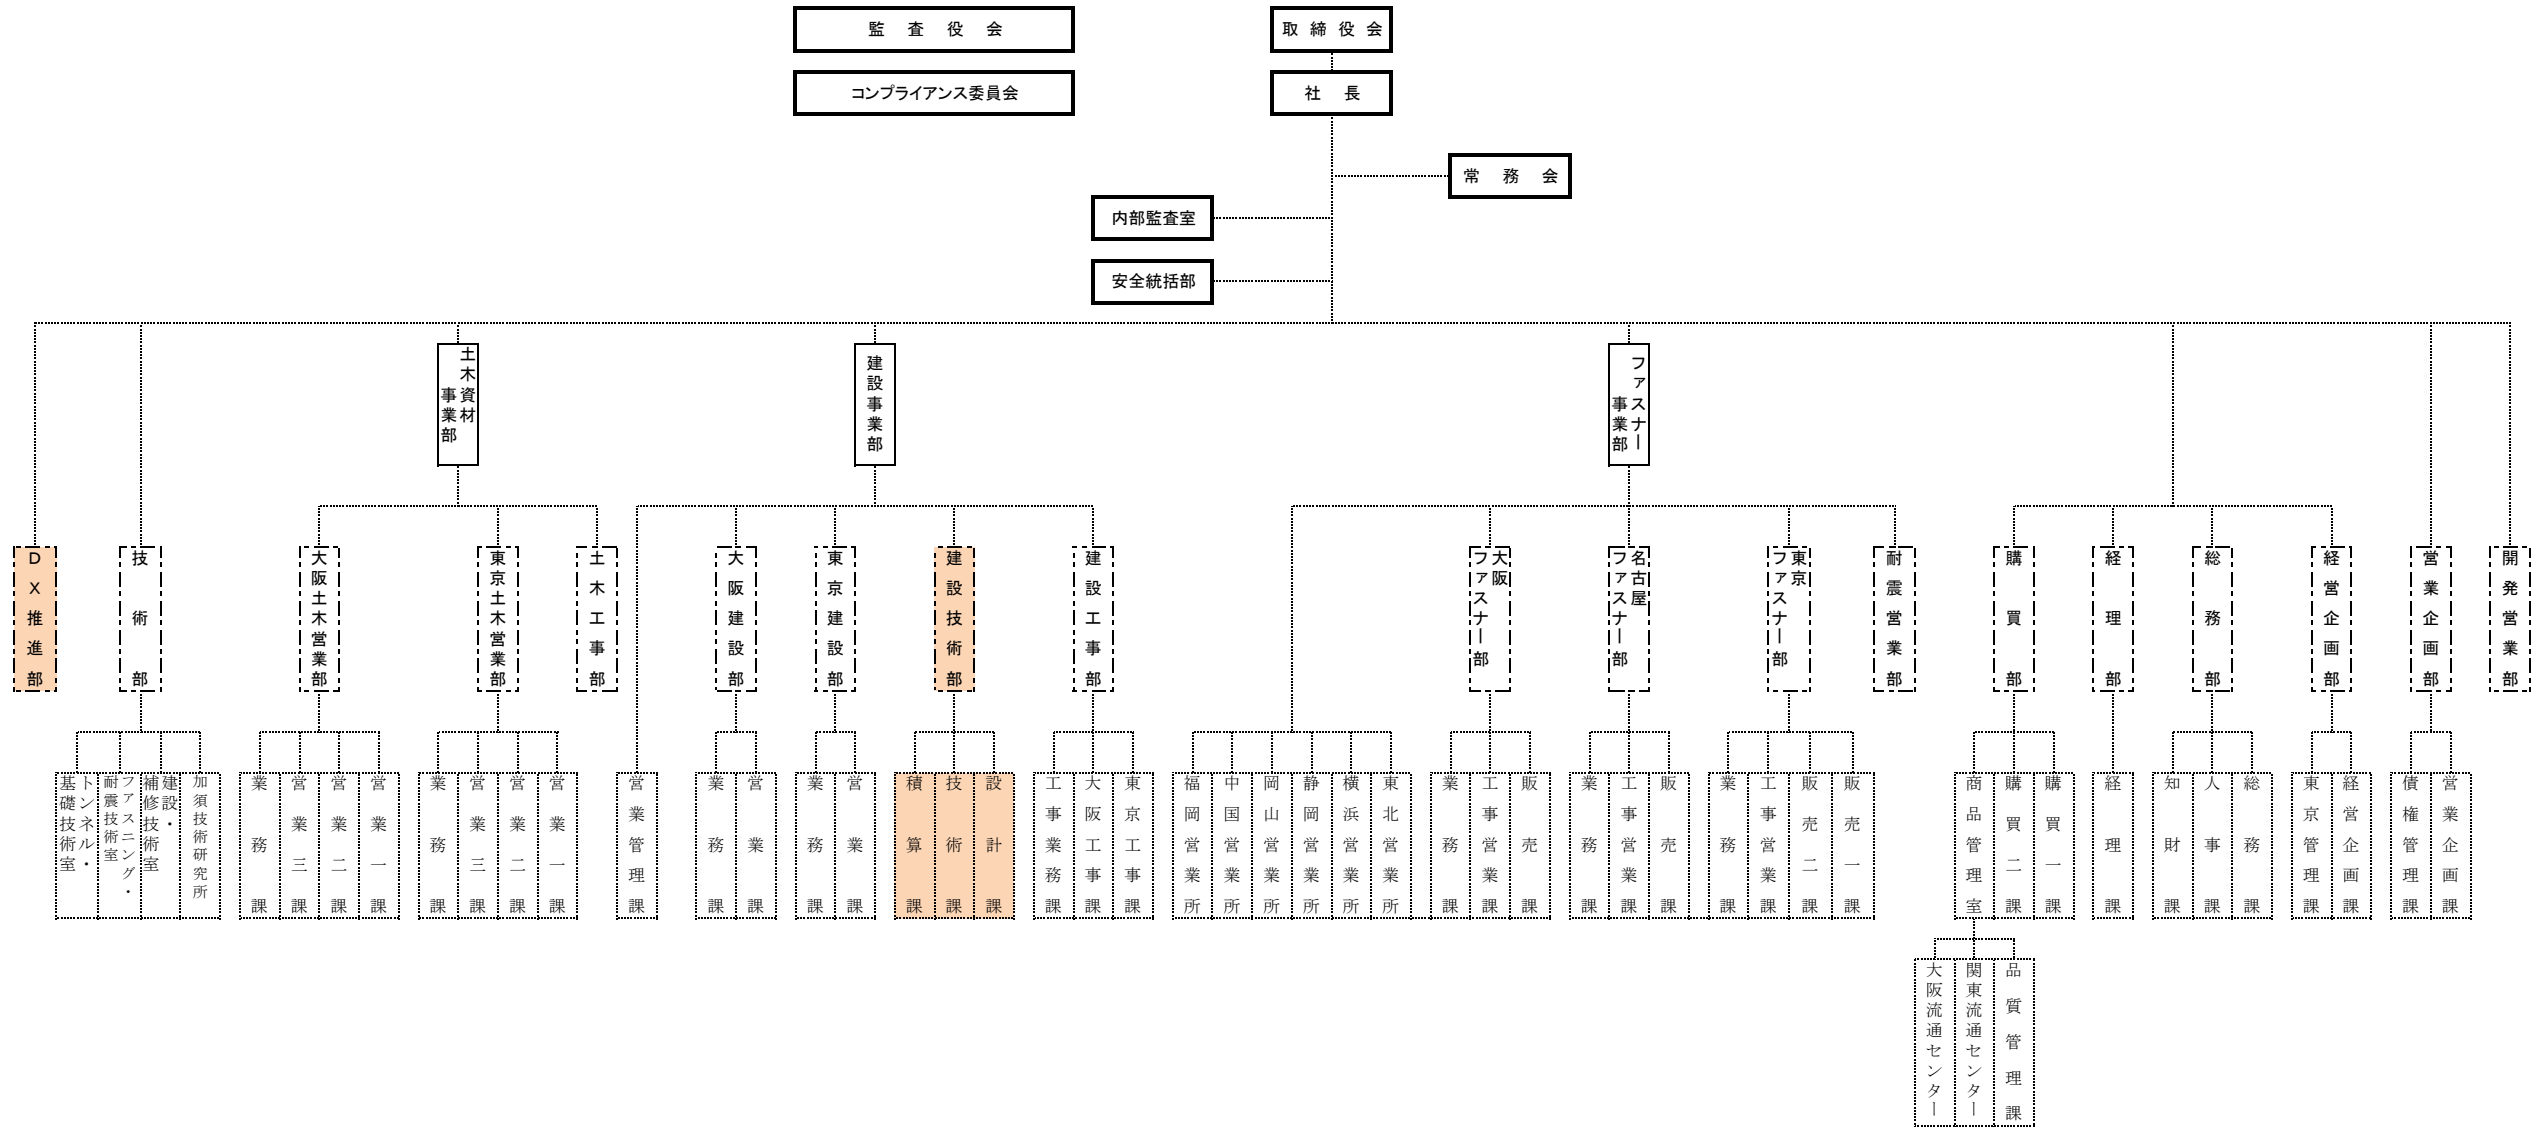 監査役会
取締役会
コンプライアンス委員会
社長
常務会
内部監査室
安全統括部
土木資材
事業部
建設事業部
ファスナー
事業部
DX推進部
技術部
大阪土木営業部
東京土木営業部
土木工事部
大阪建設部
東京建設部
建設技術部
建設工事部
大阪
ファスナー部
名古屋
ファスナー部
東京
ファスナー部
耐震営業部
購買部
経理部
総務部
経営企画部
営業企画部
開発営業部
トンネル・
基礎技術室
ファスニング・
耐震技術室
建設・
補修技術室
加須技術研究所
業務課
営業三課
営業二課
営業一課
業務課
営業三課
営業二課
営業一課
営業管理課
業務課
営業課
業務課
営業課
積算課
技術課
設計課
工事業務課
大阪工事課
東京工事課
福岡営業所
中国営業所
岡山営業所
静岡営業所
横浜営業所
東北営業所
業務課
工事営業課
販売課
業務課
工事営業課
販売課
業務課
工事営業課
販売二課
販売一課
商品管理室
購買二課
購買一課
経理課
知財課
人事課
総務課
東京管理課
経営企画課
債権管理課
営業企画課
大阪流通センター
関東流通センター
品質管理課